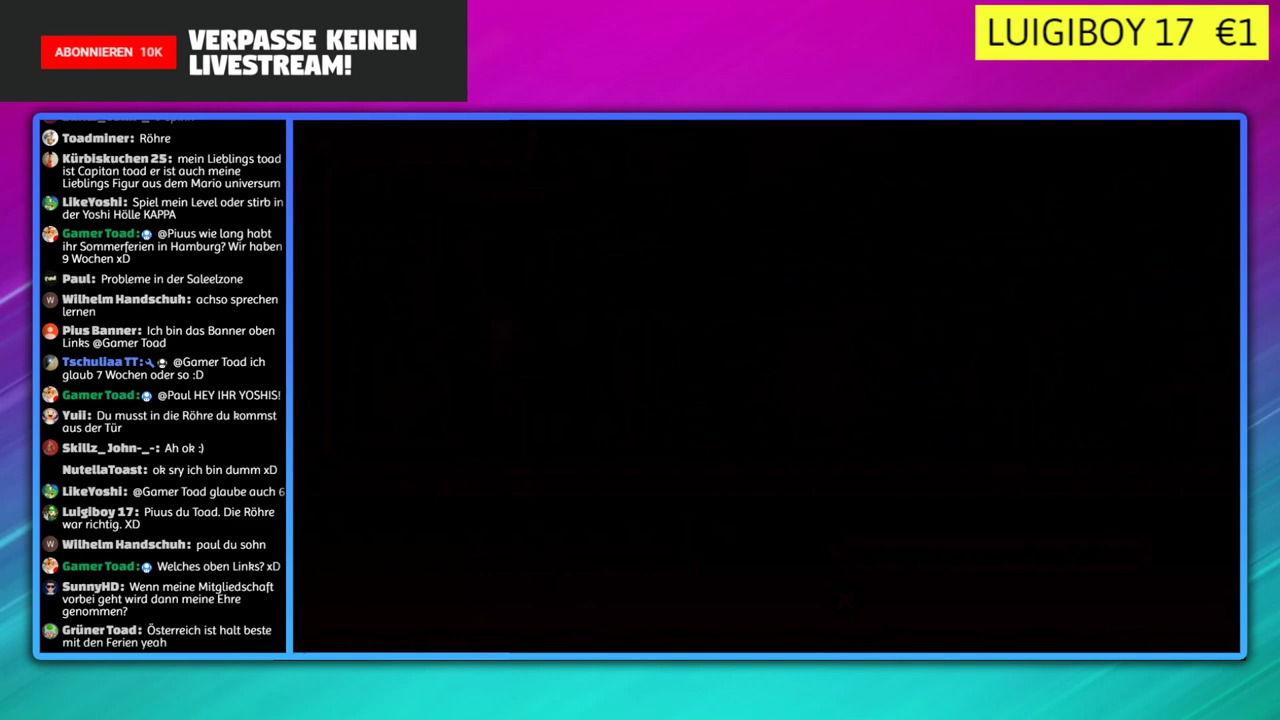 ABONNIEREN 10K
VERPASSE KEINEN
LIVESTREAM!
LUIGIBOY 17 €1
Toadminer: Röhre
Kürbiskuchen 25: mein Lieblings toad
ist Capitan toad er ist auch meine
Lieblings Figur aus dem Mario universum
LikeYoshi: Spiel mein Level oder stirb in
der Yoshi Hölle KAPPA
Gamer Toad: @Piuus wie lang habt
ihr Sommerferien in Hamburg? Wir haben
9 Wochen xD
Paul: Probleme in der Saleelzone
Wilhelm Handschuh: achso sprechen
lernen
Pius Banner: Ich bin das Banner oben
Links @Gamer Toad
Tschuliaa TT: @Gamer Toad ich
glaub 7 Wochen oder so :D
Gamer Toad: @Paul HEY IHR YOSHIS!
Yuii: Du musst in die Röhre du kommst
aus der Tür
Skillz_John-_-: Ah ok :)
NutellaToast: ok sry ich bin dumm xD
LikeYoshi: @Gamer Toad glaube auch 6
Luigiboy 17: Piuus du Toad. Die Röhre
war richtig. XD
W Wilhelm Handschuh: paul du sohn
Gamer Toad: Welches oben Links? xD
SunnyHD: Wenn meine Mitgliedschaft
vorbei geht wird dann meine Ehre
genommen?
Grüner Toad: Österreich ist halt beste
mit den Ferien yeah